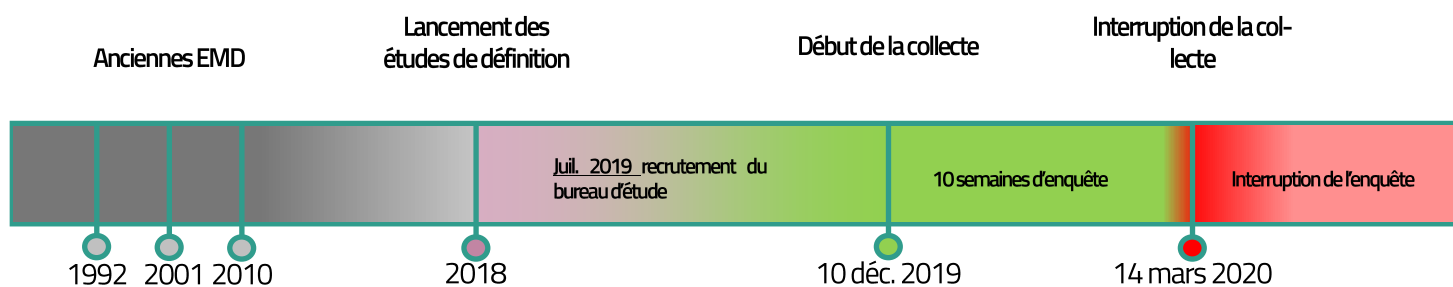 Anciennes EMD
Lancement des
études de définition
Début de la collecte
Interruption de la col-
lecte
Juil. 2019 recrutement du
bureau d'étude
10 semaines d'enquête
Interruption de l'enquête
1992
2001
2010
2018
10 déc. 2019
14 mars 2020